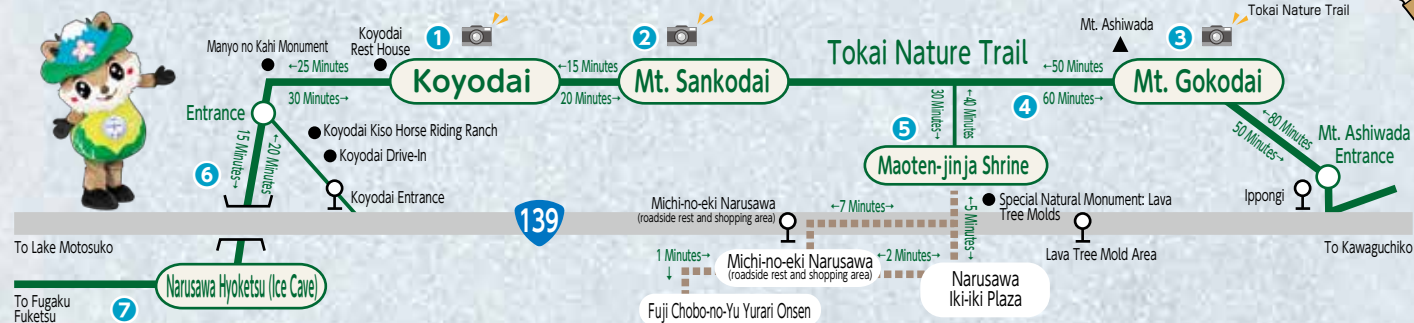 Tokai Nature Trail
Manyo no Kahi Monument
Koyodai
Rest House
1
2
Tokai Nature Trail
Mt. Ashiwada
3
←25 Minutes
30 Minutes→
Koyodai
←15 Minutes
20 Minutes→
Mt. Sankodai
←50 Minutes
60 Minutes→
4
Mt. Gokodai
Entrance
15 Minutes→
←20 Minutes
6
Koyodai Kiso Horse Riding Ranch
Koyodai Drive-In
Koyodai Entrance
30 Minutes→
←40 Minutes
5
Maoten-jinja Shrine
←80 Minutes
50 Minutes→
Mt. Ashiwada
Entrance
Ippongi
139
Michi-no-eki Narusawa
(roadside rest and shopping area)
←7 Minutes→
←5 Minutes→
Special Natural Monument: Lava
Tree Molds
Lava Tree Mold Area
To Lake Motosuko
To Kawaguchiko
1 Minutes→
↓
Michi-no-eki Narusawa
(roadside rest and shopping area)
←2 Minutes→
Narusawa
Iki-iki Plaza
Fuji Chobo-no-Yu Yurari Onsen
Narusawa Hyoketsu (Ice Cave)
To Fugaku
Fuketsu
7